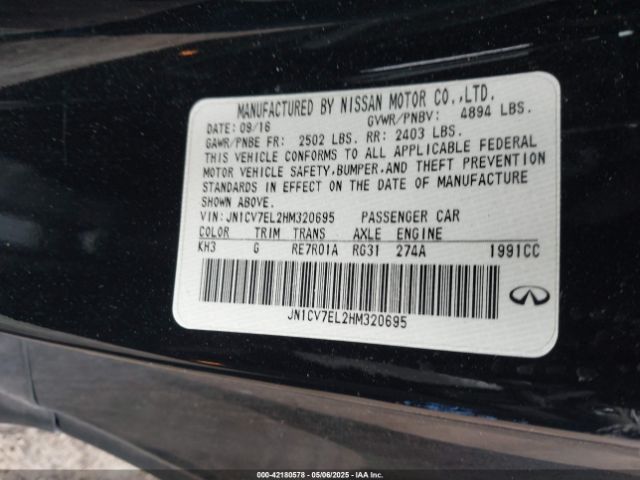 MANUFACTURED BY NISSAN MOTOR CO.,LTD.
DATE: 09/16 GVWR/PNBV: 4894 LBS.
GAWR/PNBE FR: 2502 LBS. RR: 2403 LBS.
THIS VEHICLE CONFORMS TO ALL APPLICABLE FEDERAL
MOTOR VEHICLE SAFETY,BUMPER,AND THEFT PREVENTION
STANDARDS IN EFFECT ON THE DATE OF MANUFACTURE
SHOWN ABOVE.
VIN:JN1CV7EL2HM320695 PASSENGER CAR
COLOR TRIM TRANS AXLE ENGINE
KH3 G RE7R01A RG31 274A 1991CC
JN1CV7EL2HM320695
000-42180578 - 05/06/2025 - IAA Inc.